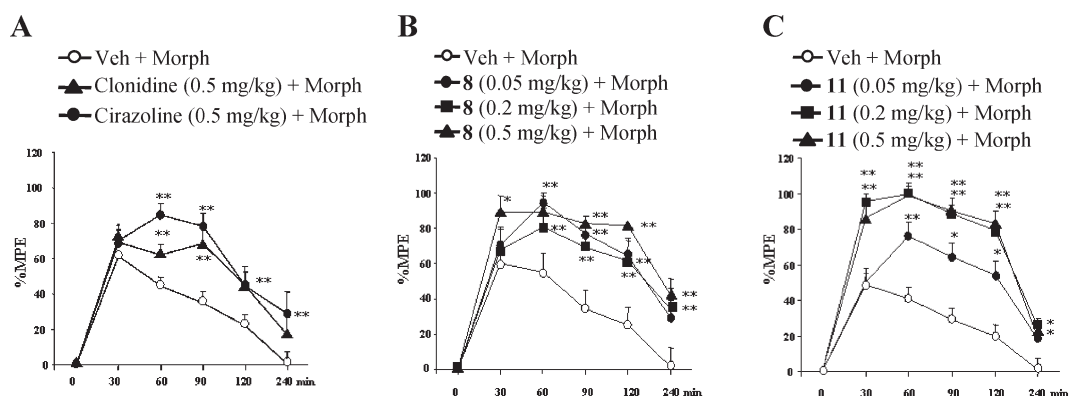 A
Veh + Morph
Clonidine (0.5 mg/kg) + Morph
Cirazoline (0.5 mg/kg) + Morph
120
100
80
60
40
20
0
%MPE
** ** ** ** ** **
0 30 60 90 120 240 min.
B
Veh + Morph
8 (0.05 mg/kg) + Morph
8 (0.2 mg/kg) + Morph
8 (0.5 mg/kg) + Morph
120
100
80
60
40
20
0
%MPE
* ** ** ** ** ** ** ** ** ** **
0 30 60 90 120 240 min.
C
Veh + Morph
11 (0.05 mg/kg) + Morph
11 (0.2 mg/kg) + Morph
11 (0.5 mg/kg) + Morph
120
100
80
60
40
20
0
%MPE
** ** ** ** ** ** ** ** ** * * * *
0 30 60 90 120 240 min.